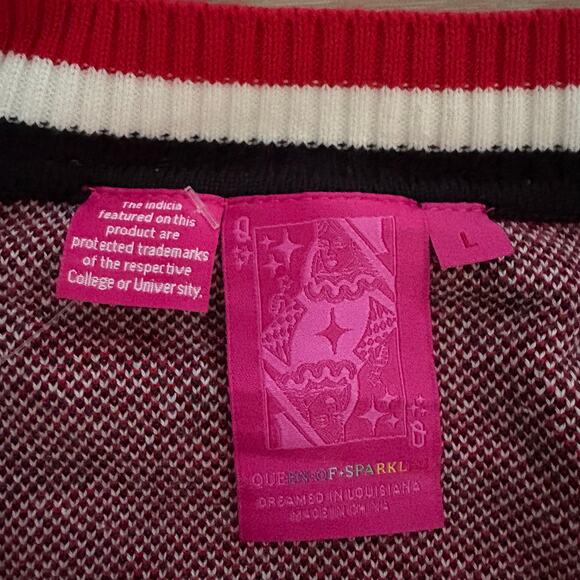 The indicia
featured on this
product are
protected trademarks
of the respective
College or University.
Q
L
QUEEN·OF·SPARKLES
DREAMED IN LOUISIANA
MADE IN CHINA
Q